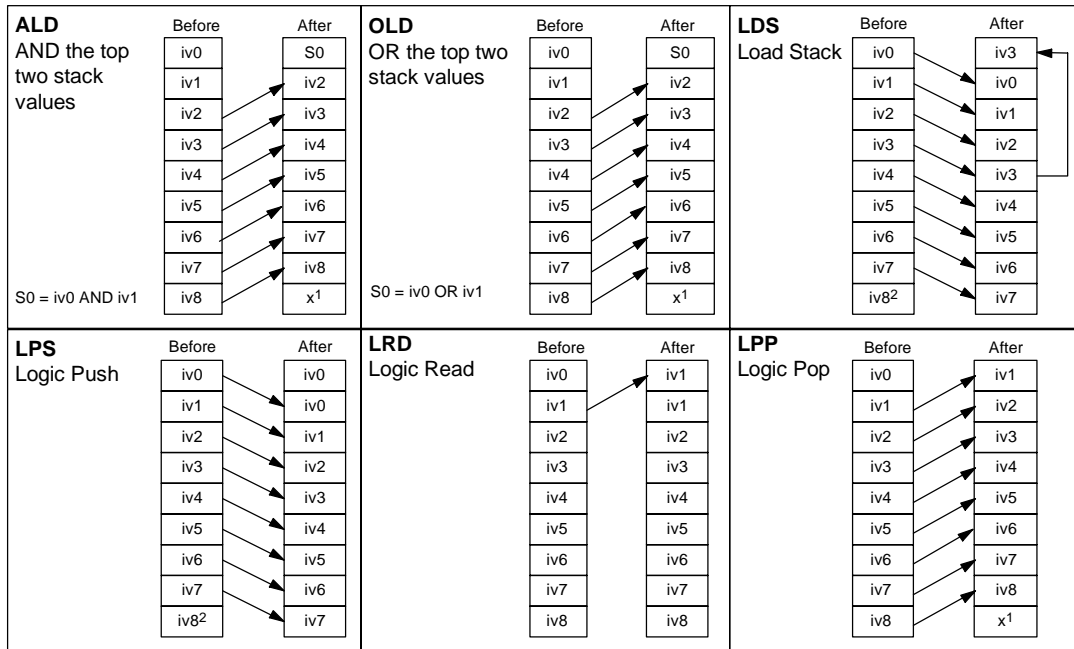 ALD
AND the top
two stack
values
Before After
iv0 S0
iv1 iv2
iv2 iv3
iv3 iv4
iv4 iv5
iv5 iv6
iv6 iv7
iv7 iv8
iv8 x1
S0 = iv0 AND iv1
OLD
OR the top two
stack values
Before After
iv0 S0
iv1 iv2
iv2 iv3
iv3 iv4
iv4 iv5
iv5 iv6
iv6 iv7
iv7 iv8
iv8 x1
S0 = iv0 OR iv1
LDS
Load Stack
Before After
iv0 iv3
iv1 iv0
iv2 iv1
iv3 iv2
iv4 iv3
iv5 iv4
iv6 iv5
iv7 iv6
iv8² iv7
LPS
Logic Push
Before After
iv0 iv0
iv1 iv0
iv2 iv1
iv3 iv2
iv4 iv3
iv5 iv4
iv6 iv5
iv7 iv6
iv8² iv7
LRD
Logic Read
Before After
iv0 iv1
iv1 iv1
iv2 iv2
iv3 iv3
iv4 iv4
iv5 iv5
iv6 iv6
iv7 iv7
iv8 iv8
LPP
Logic Pop
Before After
iv0 iv1
iv1 iv2
iv2 iv3
iv3 iv4
iv4 iv5
iv5 iv6
iv6 iv7
iv7 iv8
iv8 x1